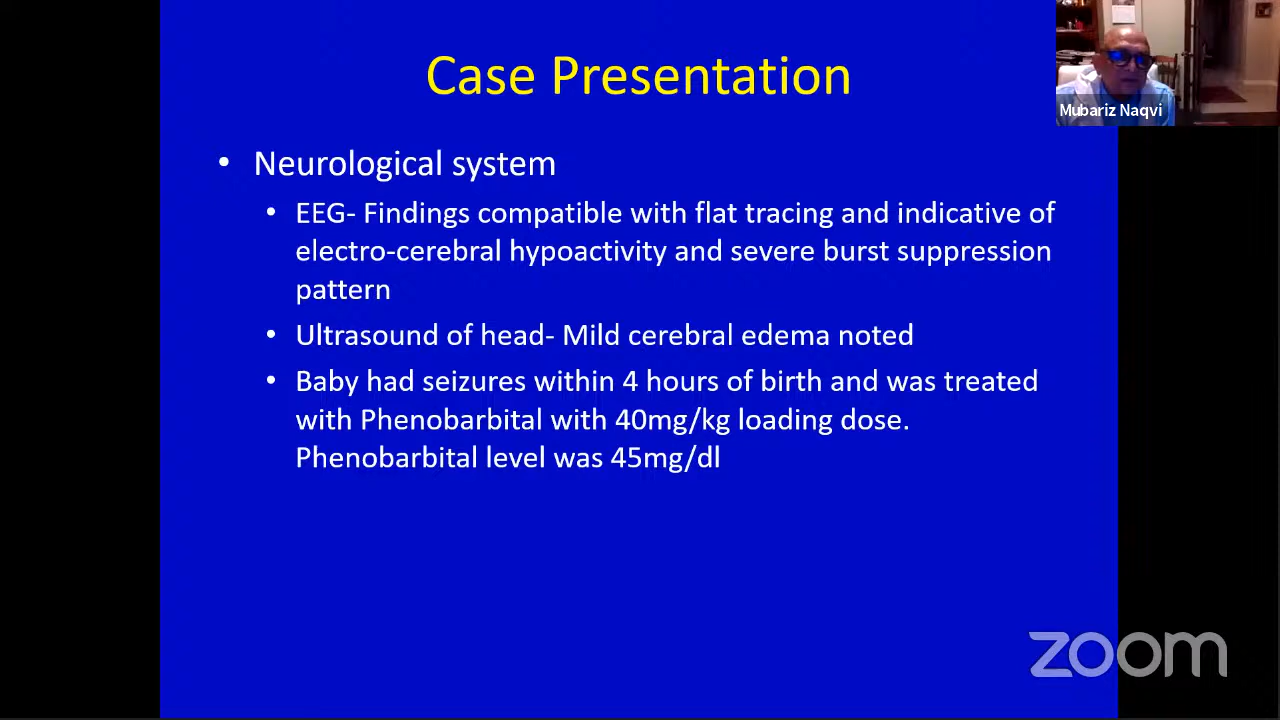 Case Presentation
Mubariz Naqvi
• Neurological system
• EEG- Findings compatible with flat tracing and indicative of
electro-cerebral hypoactivity and severe burst suppression
pattern
• Ultrasound of head- Mild cerebral edema noted
• Baby had seizures within 4 hours of birth and was treated
with Phenobarbital with 40mg/kg loading dose.
Phenobarbital level was 45mg/dl
zoom